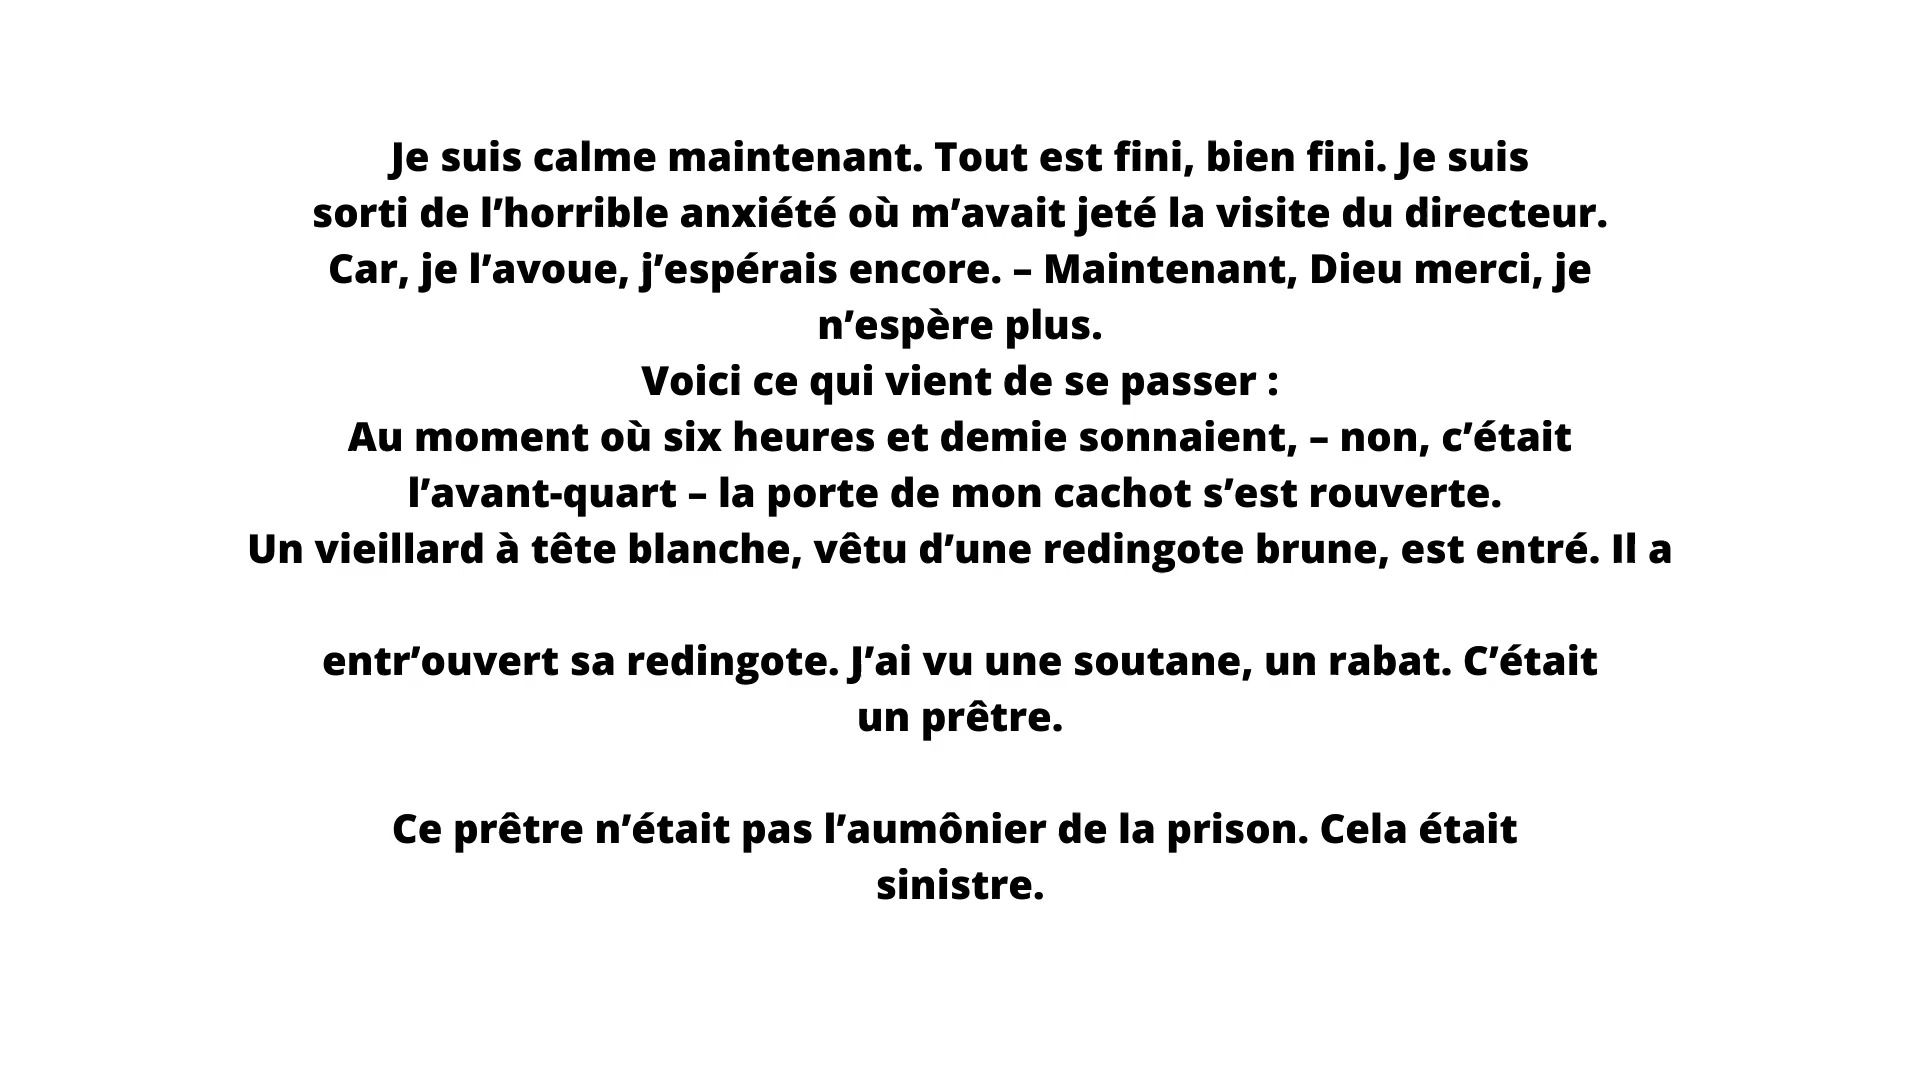 Je suis calme maintenant. Tout est fini, bien fini. Je suis
sorti de l’horrible anxiété où m’avait jeté la visite du directeur.
Car, je l’avoue, j’espérais encore. – Maintenant, Dieu merci, je
n’espère plus.
Voici ce qui vient de se passer :
Au moment où six heures et demie sonnaient, – non, c’était
l’avant-quart – la porte de mon cachot s’est rouverte.
Un vieillard à tête blanche, vêtu d’une redingote brune, est entré. Il a
entr’ouvert sa redingote. J’ai vu une soutane, un rabat. C’était
un prêtre.
Ce prêtre n’était pas l’aumônier de la prison. Cela était
sinistre.